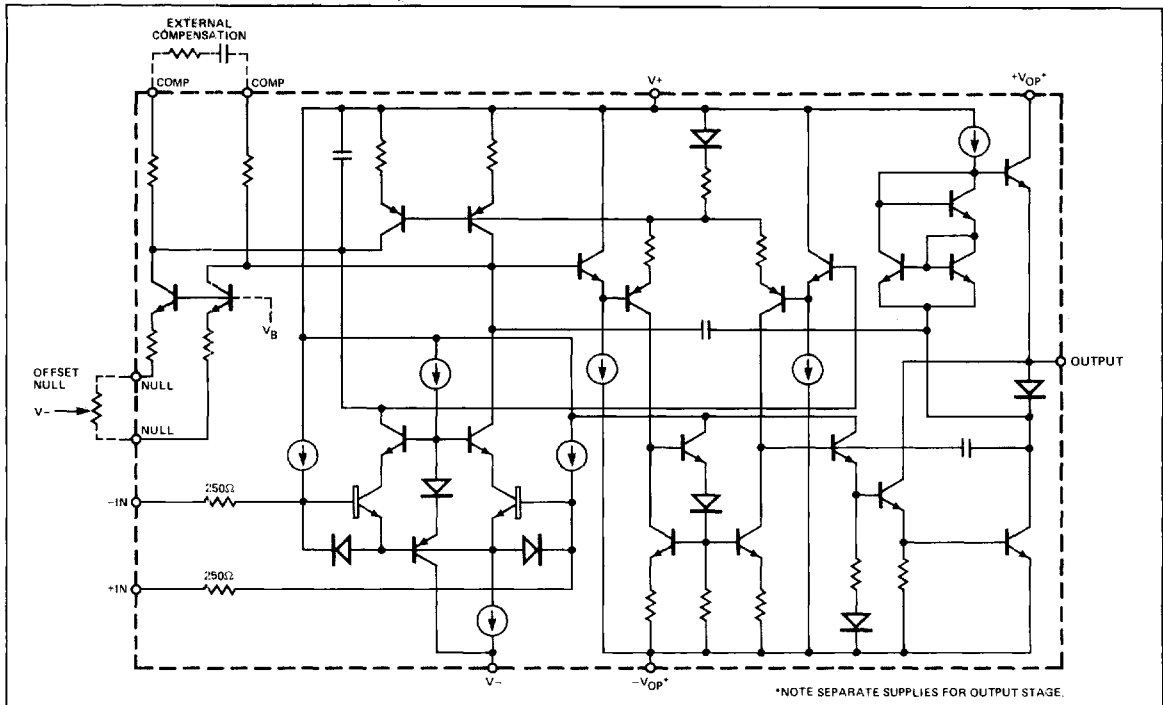 EXTERNAL
COMPENSATION
COMP
COMP
V+
+VOP*
VB
OFFSET
NULL
V–
NULL
NULL
OUTPUT
–IN
250Ω
+IN
250Ω
V–
–VOP*
*NOTE SEPARATE SUPPLIES FOR OUTPUT STAGE.